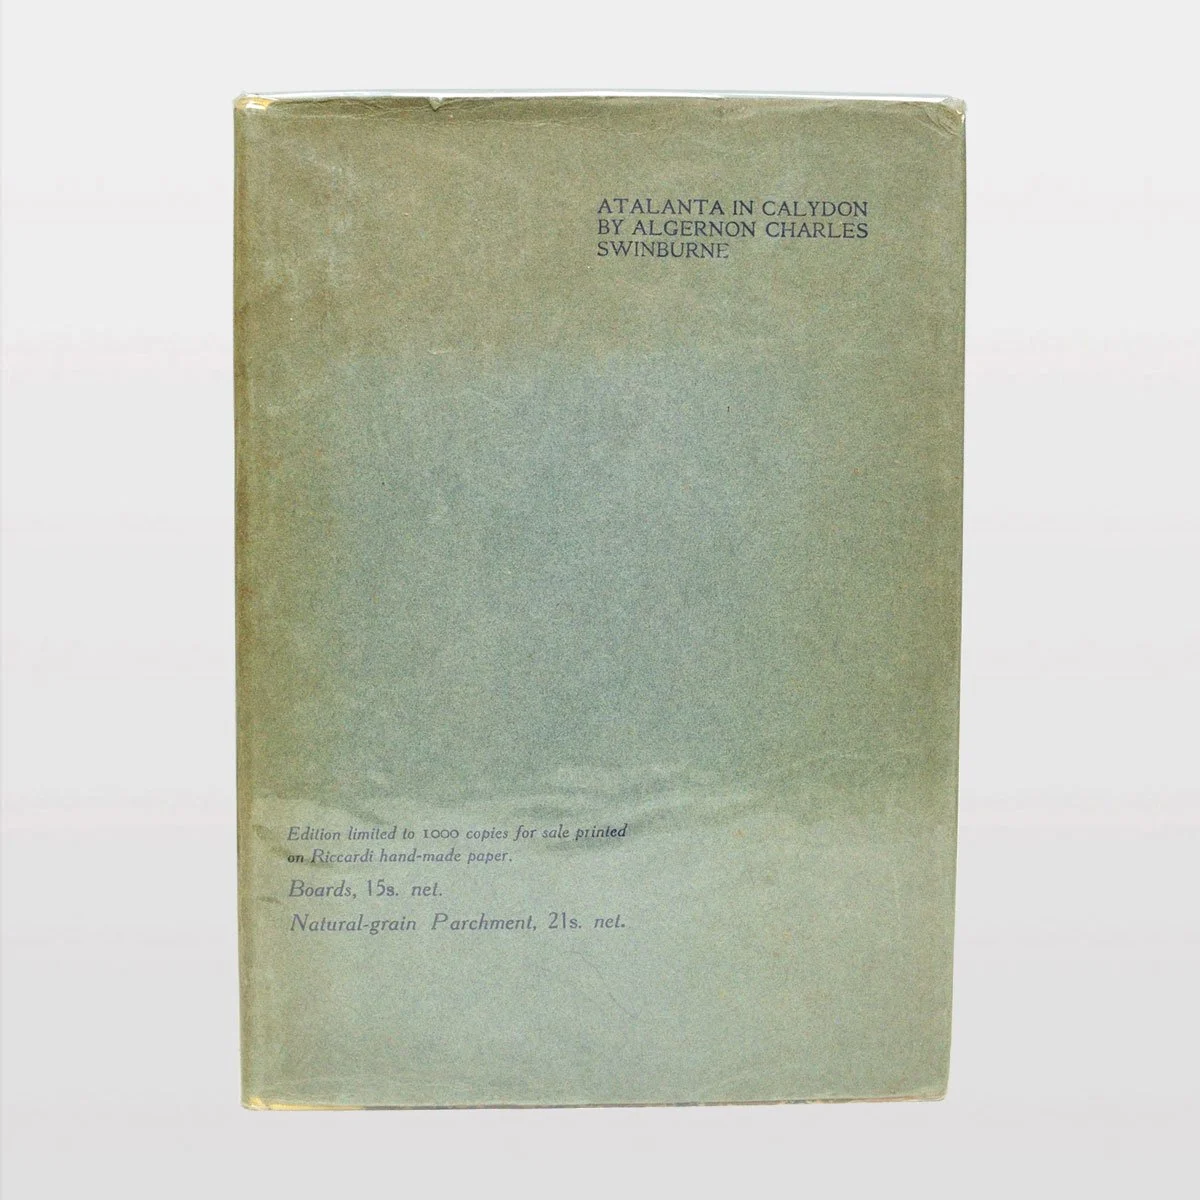 ATALANTA IN CALYDON
BY ALGERNON CHARLES
SWINBURNE
Edition limited to 1000 copies for sale printed
on Riccardi hand-made paper.
Boards, 15s. net.
Natural-grain Parchment, 21s. net.